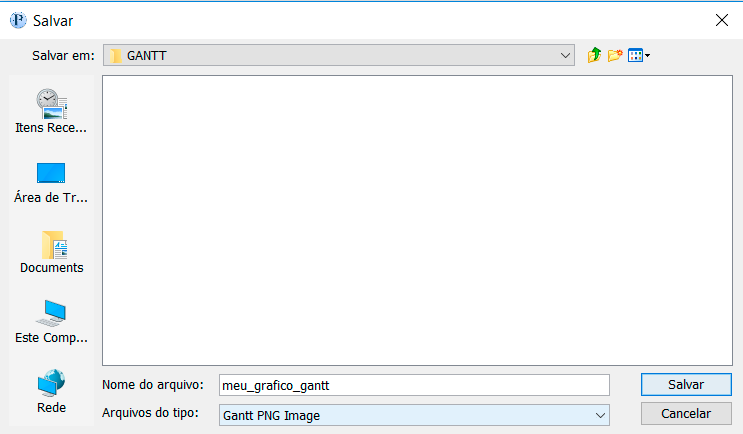 Salvar
Salvar em:
GANTT
Itens Rece...
Área de Tr...
Documents
Este Comp...
Rede
Nome do arquivo:
meu_grafico_gantt
Salvar
Arquivos do tipo:
Gantt PNG Image
Cancelar